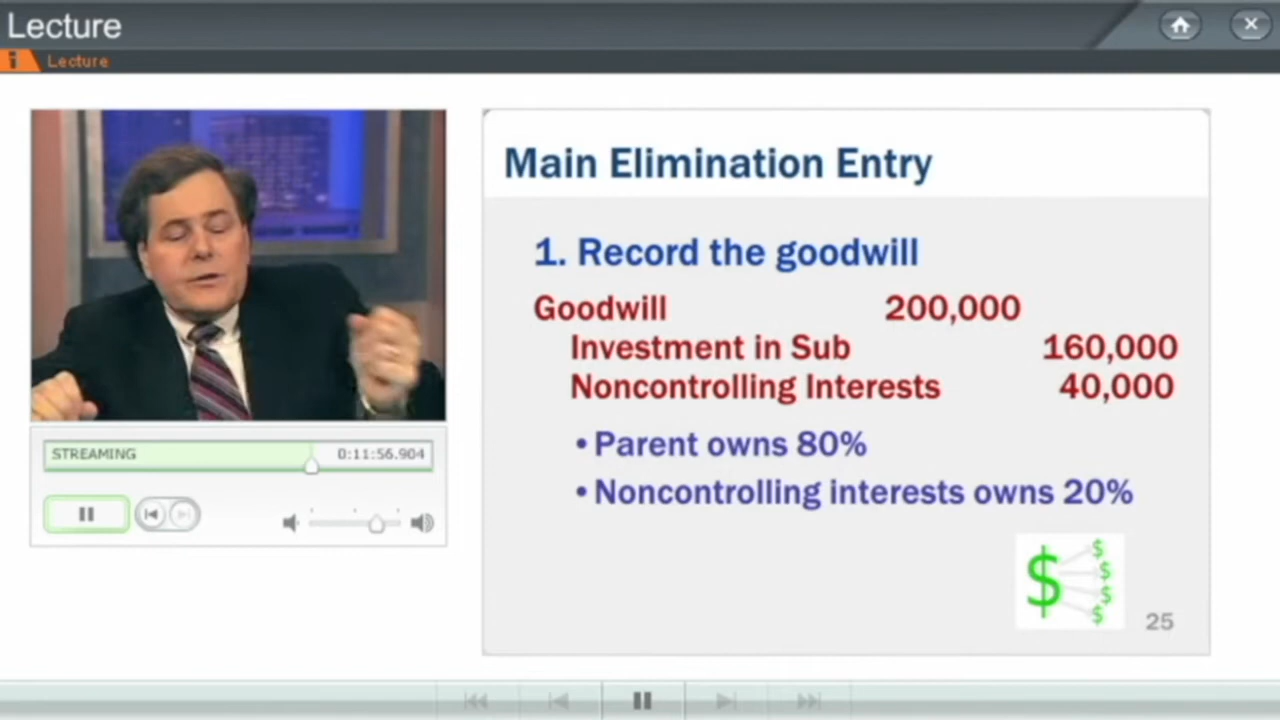 Lecture
i Lecture
STREAMING 0:11:56.904
Main Elimination Entry
1. Record the goodwill
Goodwill 200,000
Investment in Sub 160,000
Noncontrolling Interests 40,000
• Parent owns 80%
• Noncontrolling interests owns 20%
$ $ $ $ $
25